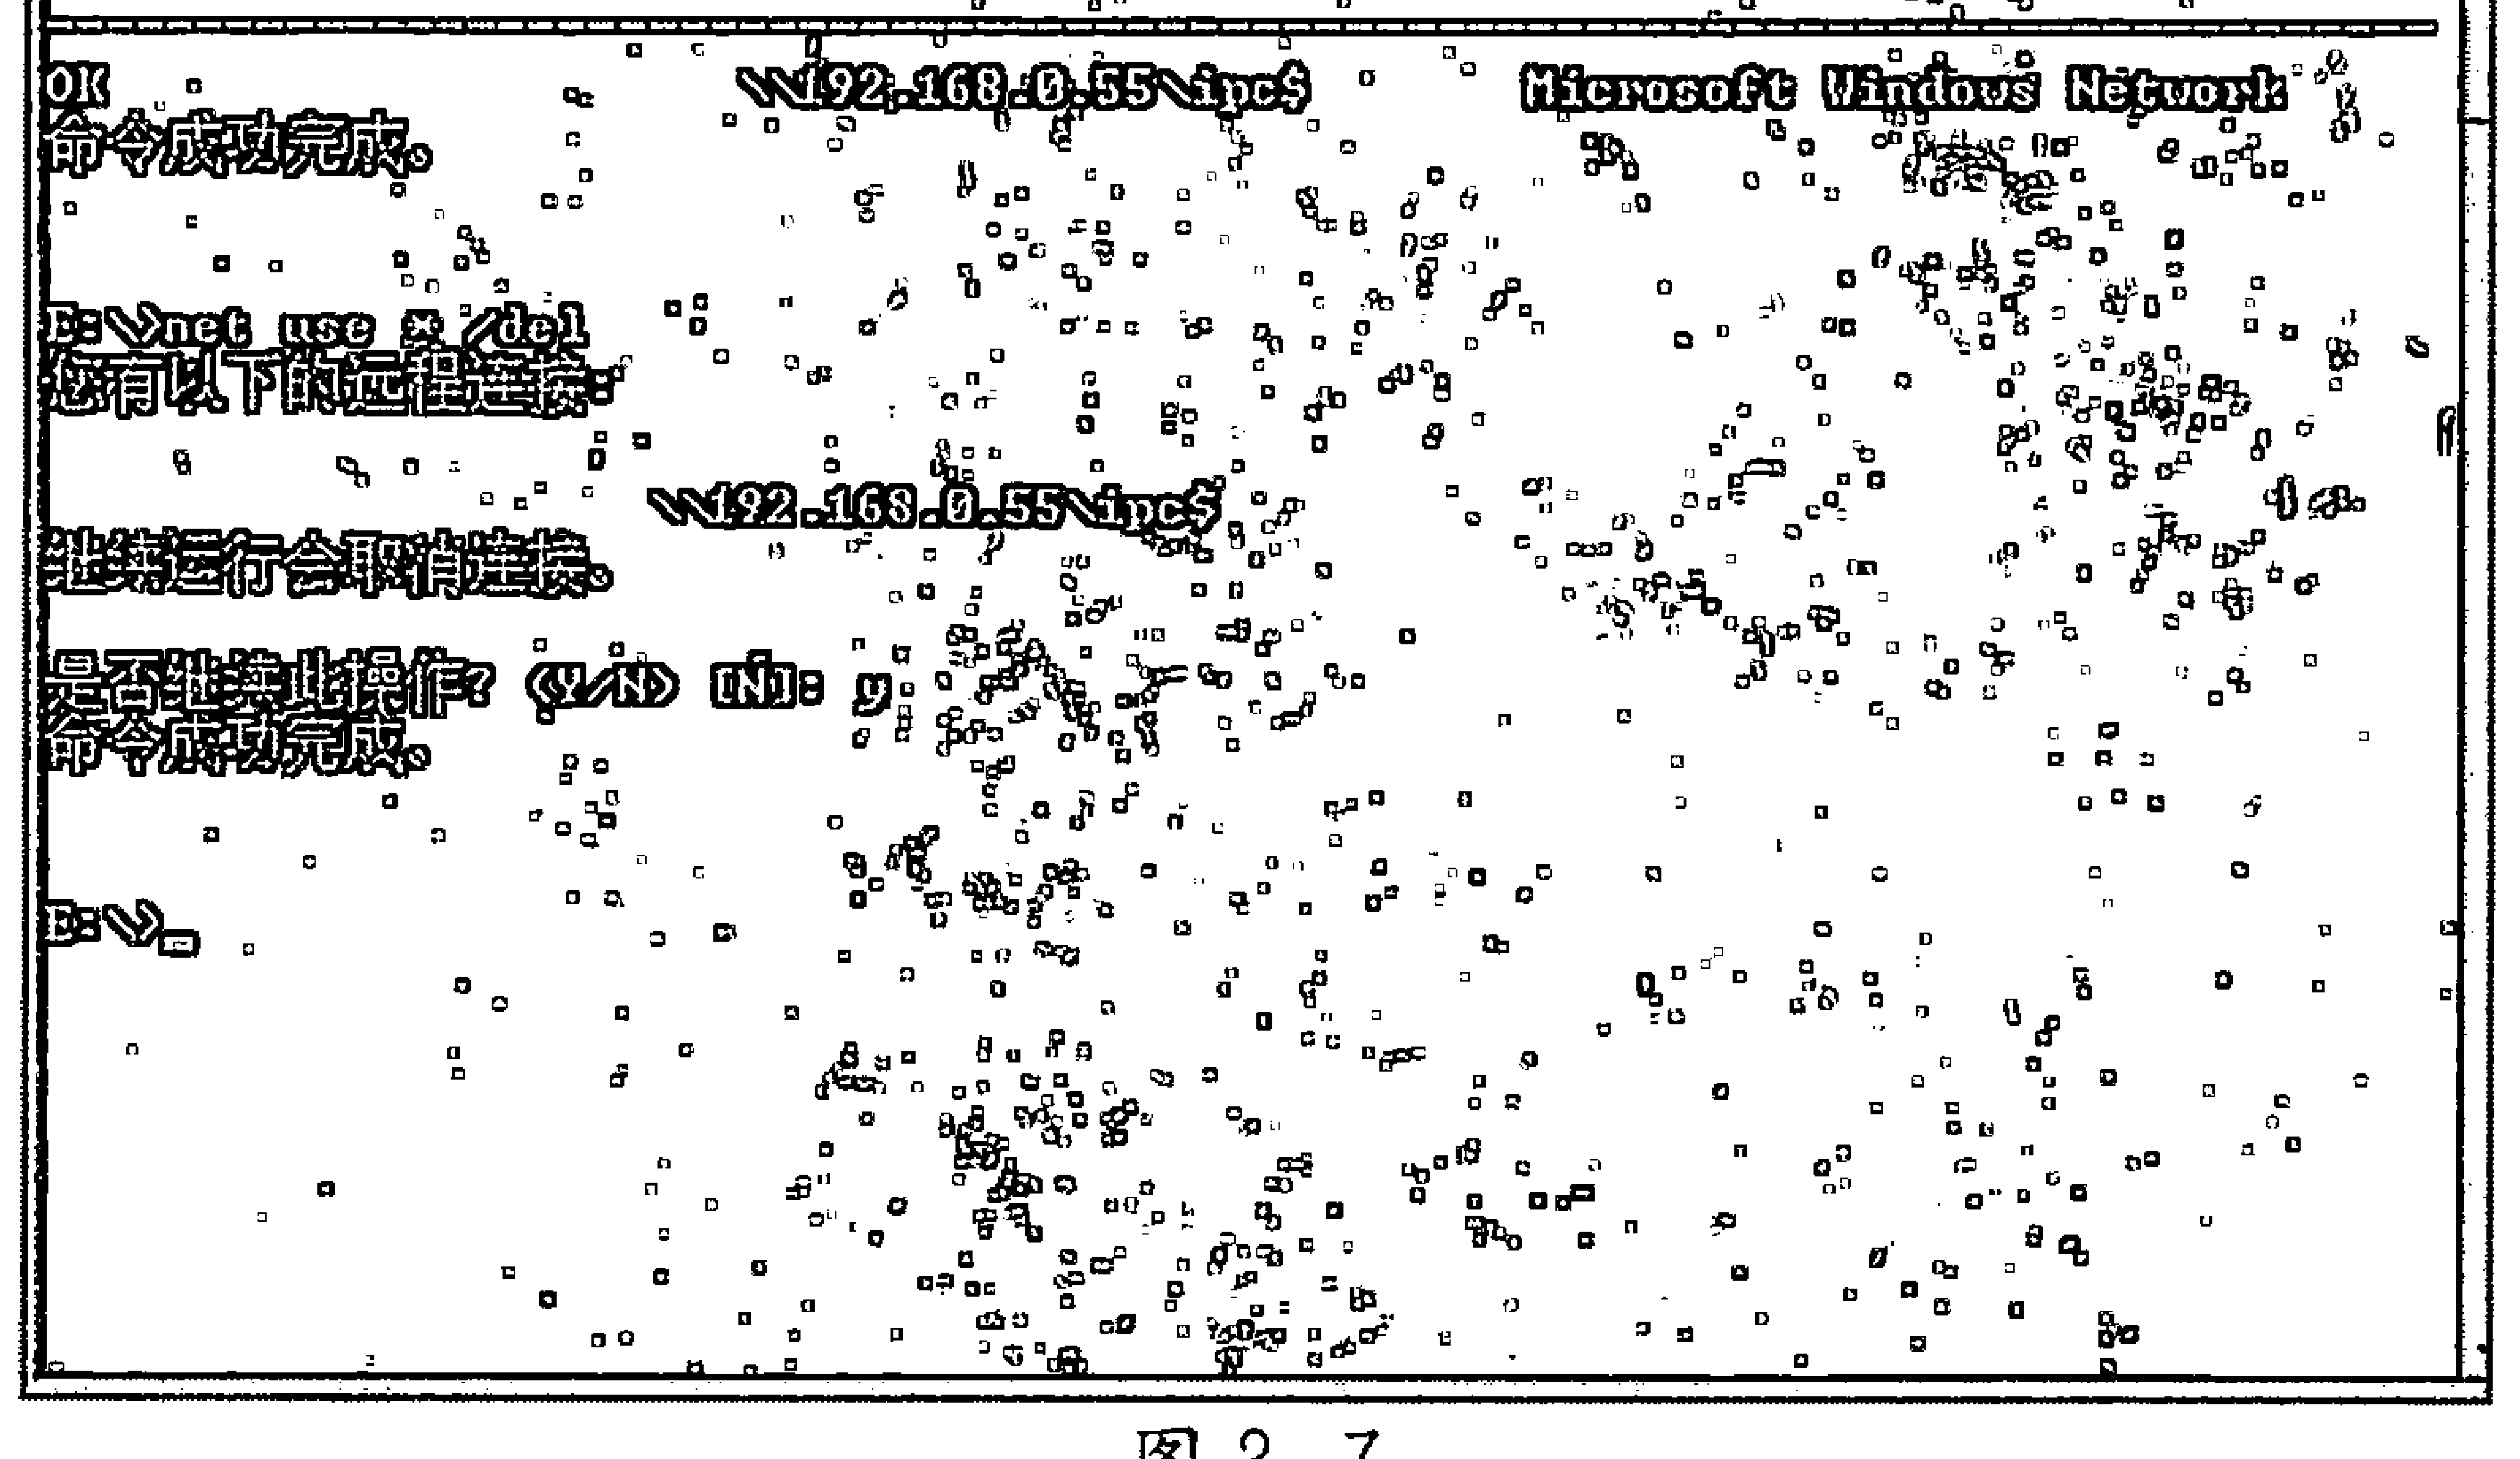 OK \\192.168.0.55\ipc$ Microsoft Windows Network
命令成功完成。
E:\>net use * /del
您有以下的远程连接:
\\192.168.0.55\ipc$
继续运行会取消连接。
是否继续此操作? (Y/N) [N]: y
命令成功完成。
E:\>_
图